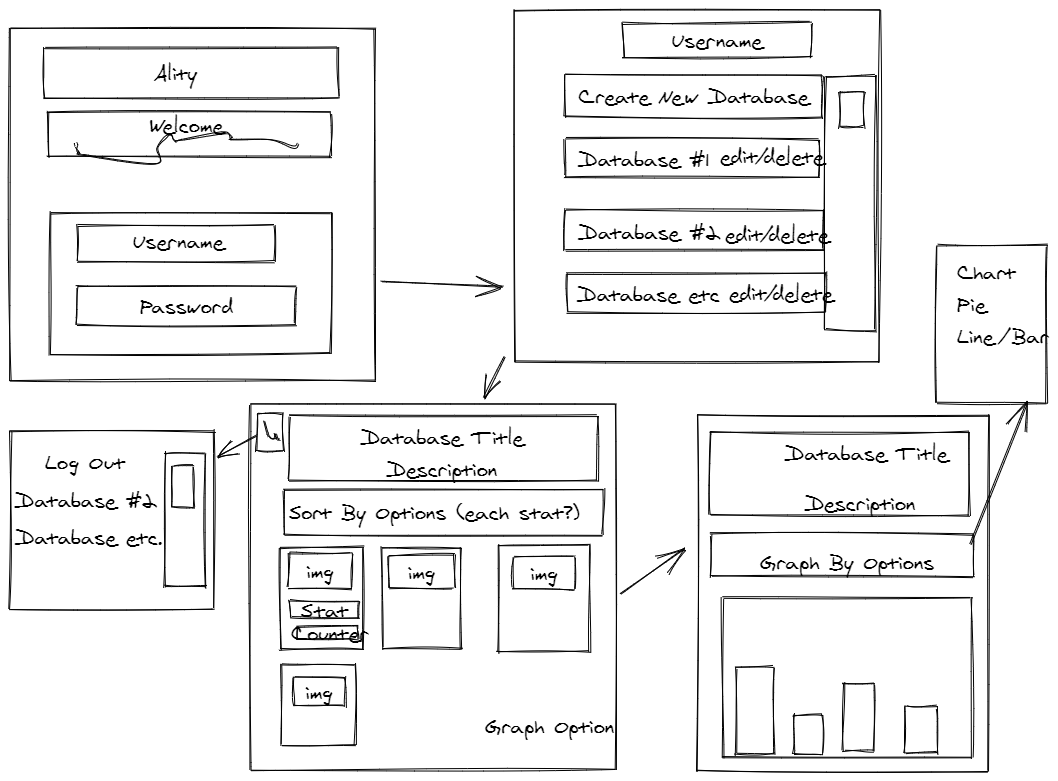 Ality
Welcome
Username
Password
Username
Create New Database
Database #1 edit/delete
Database #2 edit/delete
Database etc edit/delete
Chart
Pie
Line/Bar
Log Out
Database #2
Database etc.
Database Title
Description
Sort By Options (each stat?)
img
img
img
Stat
Counter
img
Graph Option
Database Title
Description
Graph By Options